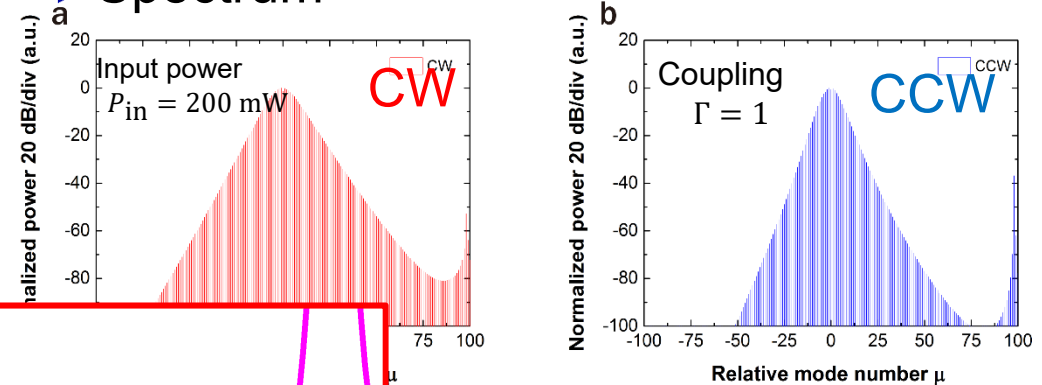 Spectrum
a
b
nalized power 20 dB/div (a.u.)
20
0
-20
-40
-60
-80
Input power
P_in = 200 mW
CW
CW
75
100
μ
Normalized power 20 dB/div (a.u.)
20
0
-20
-40
-60
-80
-100
Coupling
Γ = 1
CCW
CCW
-100 -75 -50 -25 0 25 50 75 100
Relative mode number μ